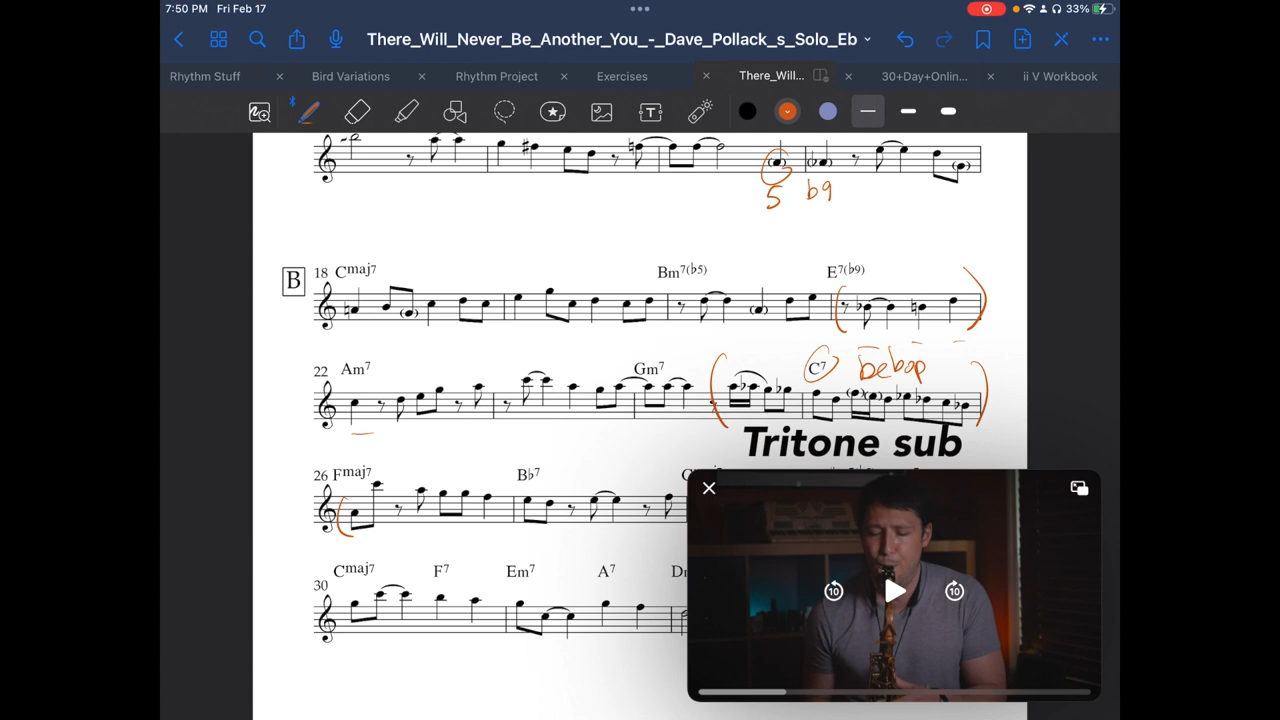 7:50 PM Fri Feb 17
33%
There_Will_Never_Be_Another_You_-_Dave_Pollack_s_Solo_Eb
Rhythm Stuff
Bird Variations
Rhythm Project
Exercises
There_Will...
30+Day+Onlin...
ii V Workbook
T
5 b9
B
18 Cmaj7 Bm7(b5) E7(b9)
22 Am7 Gm7 C7 Bebop
Tritone sub
26 Fmaj7 Bb7
10 10
30 Cmaj7 F7 Em7 A7